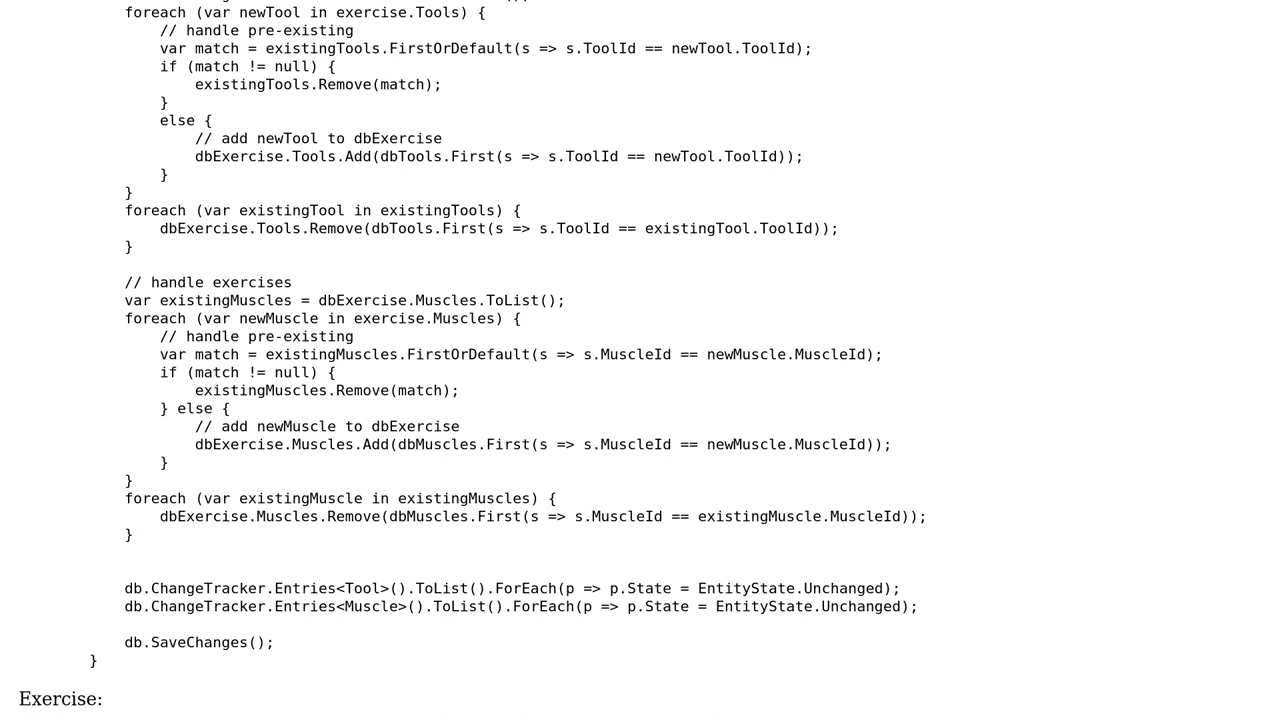 foreach (var newTool in exercise.Tools) {
// handle pre-existing
var match = existingTools.FirstOrDefault(s => s.ToolId == newTool.ToolId);
if (match != null) {
existingTools.Remove(match);
}
else {
// add newTool to dbExercise
dbExercise.Tools.Add(dbTools.First(s => s.ToolId == newTool.ToolId));
}
}
foreach (var existingTool in existingTools) {
dbExercise.Tools.Remove(dbTools.First(s => s.ToolId == existingTool.ToolId));
}
// handle exercises
var existingMuscles = dbExercise.Muscles.ToList();
foreach (var newMuscle in exercise.Muscles) {
// handle pre-existing
var match = existingMuscles.FirstOrDefault(s => s.MuscleId == newMuscle.MuscleId);
if (match != null) {
existingMuscles.Remove(match);
} else {
// add newMuscle to dbExercise
dbExercise.Muscles.Add(dbMuscles.First(s => s.MuscleId == newMuscle.MuscleId));
}
}
foreach (var existingMuscle in existingMuscles) {
dbExercise.Muscles.Remove(dbMuscles.First(s => s.MuscleId == existingMuscle.MuscleId));
}
db.ChangeTracker.Entries<Tool>().ToList().ForEach(p => p.State = EntityState.Unchanged);
db.ChangeTracker.Entries<Muscle>().ToList().ForEach(p => p.State = EntityState.Unchanged);
db.SaveChanges();
}
Exercise: